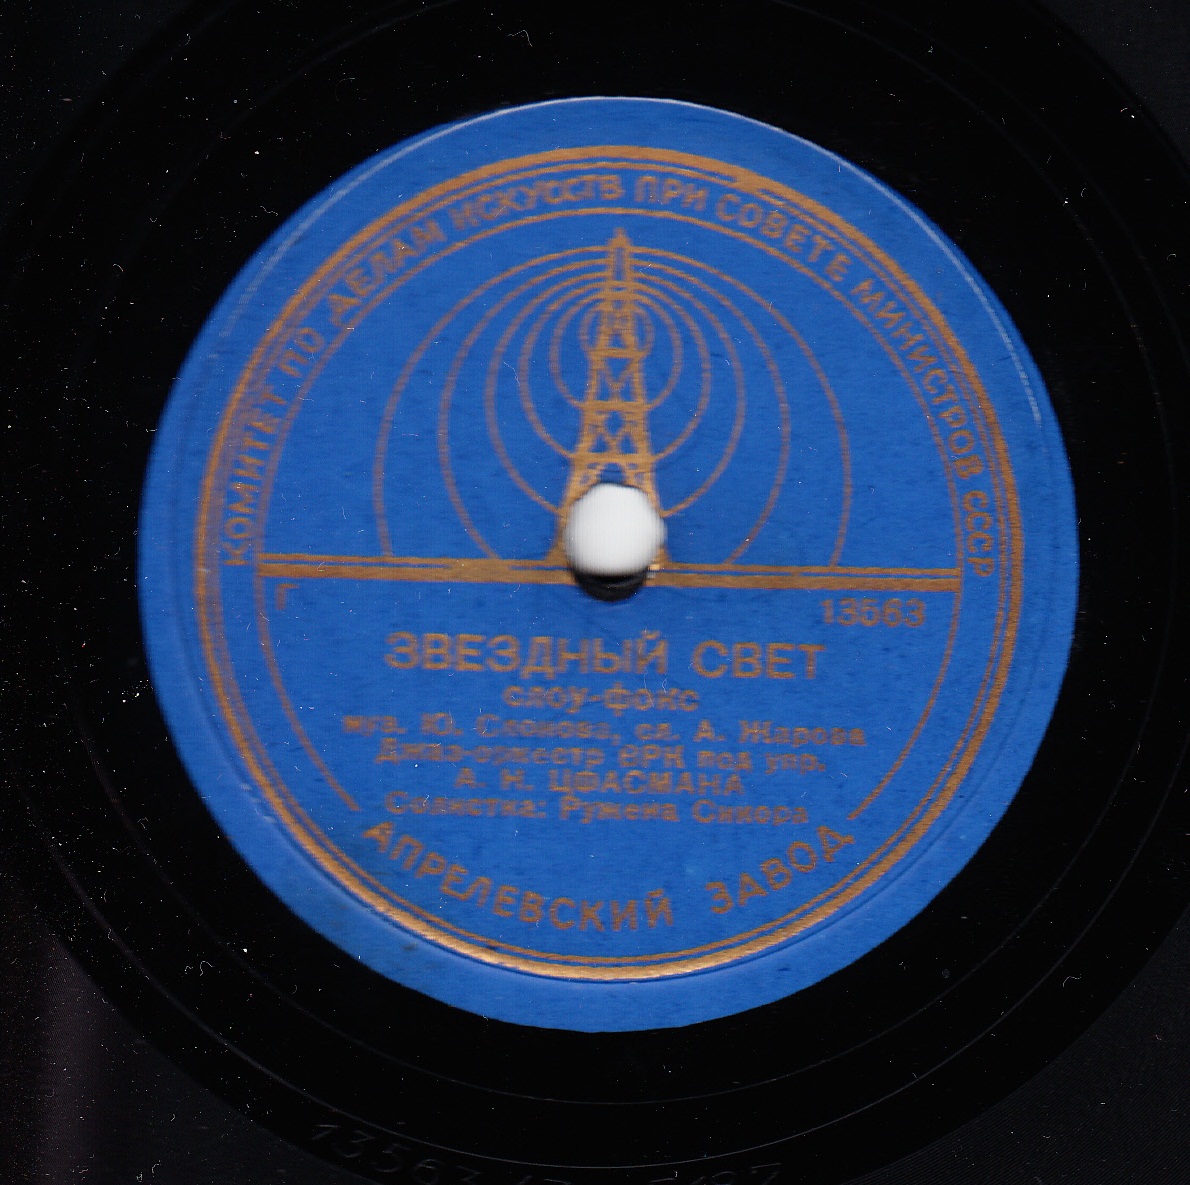 КОМИТЕТ ПО ДЕЛАМ ИСКУССТВ ПРИ СОВЕТЕ МИНИСТРОВ СССР
Г
13563
ЗВЕЗДНЫЙ СВЕТ
слоу-фокс
муз. Ю. Слонова, сл. А. Жарова
Джаз-оркестр ВРК под упр.
А. Н. ЦФАСМАНА
Солистка: Ружена Сикора
АПРЕЛЕВСКИЙ ЗАВОД
13563